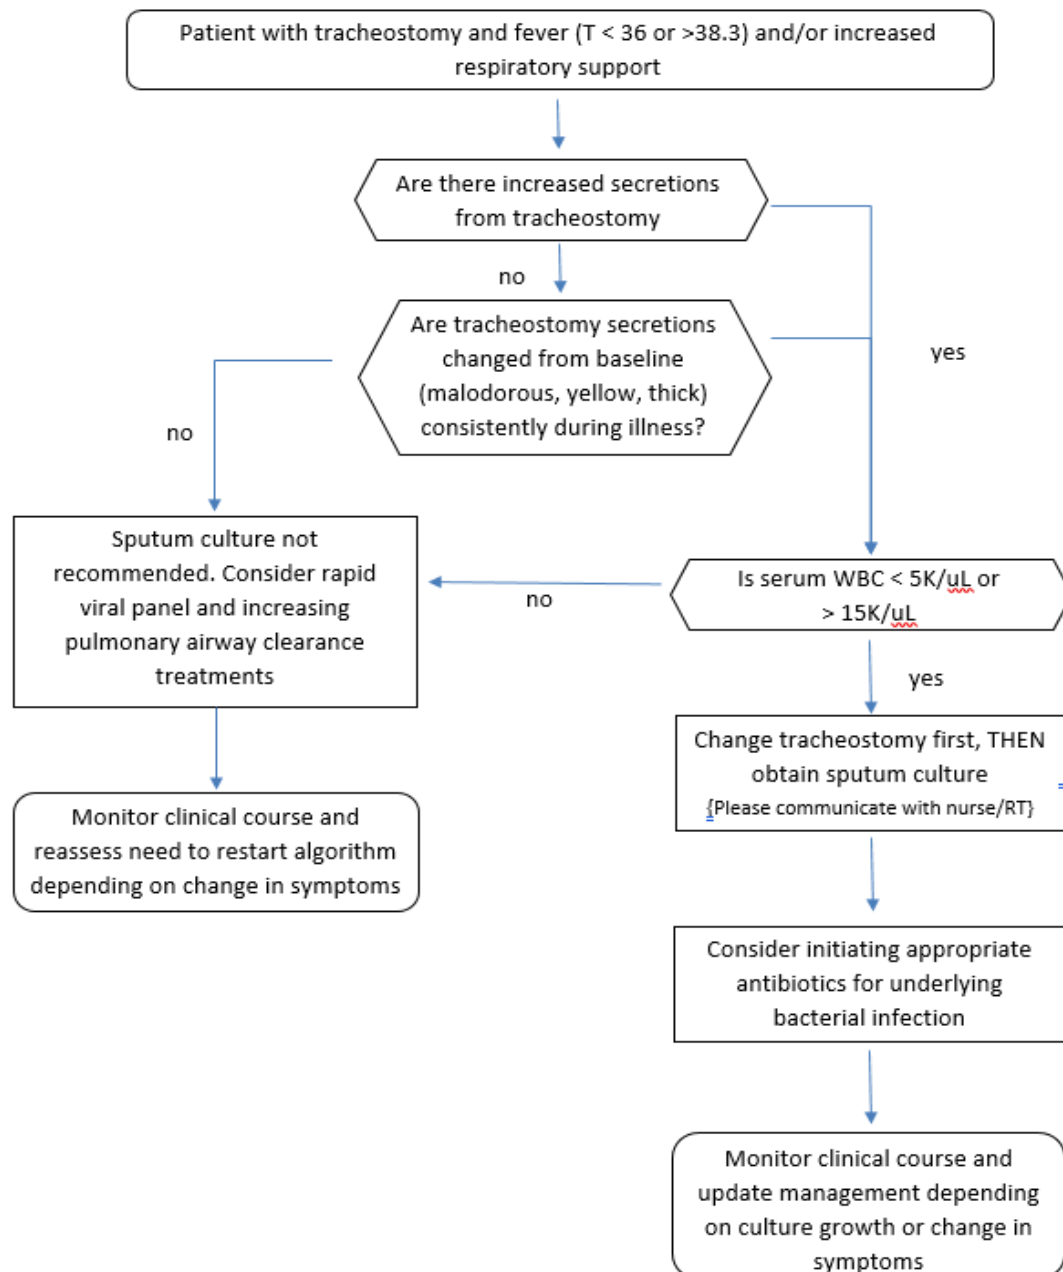 Patient with tracheostomy and fever (T < 36 or >38.3) and/or increased
respiratory support
Are there increased secretions
from tracheostomy
no
yes
Are tracheostomy secretions
changed from baseline
(malodorous, yellow, thick)
consistently during illness?
no
Sputum culture not
recommended. Consider rapid
viral panel and increasing
pulmonary airway clearance
treatments
Is serum WBC < 5K/uL or
> 15K/uL
no
yes
Change tracheostomy first, THEN
obtain sputum culture
{Please communicate with nurse/RT}
Monitor clinical course and
reassess need to restart algorithm
depending on change in symptoms
Consider initiating appropriate
antibiotics for underlying
bacterial infection
Monitor clinical course and
update management depending
on culture growth or change in
symptoms